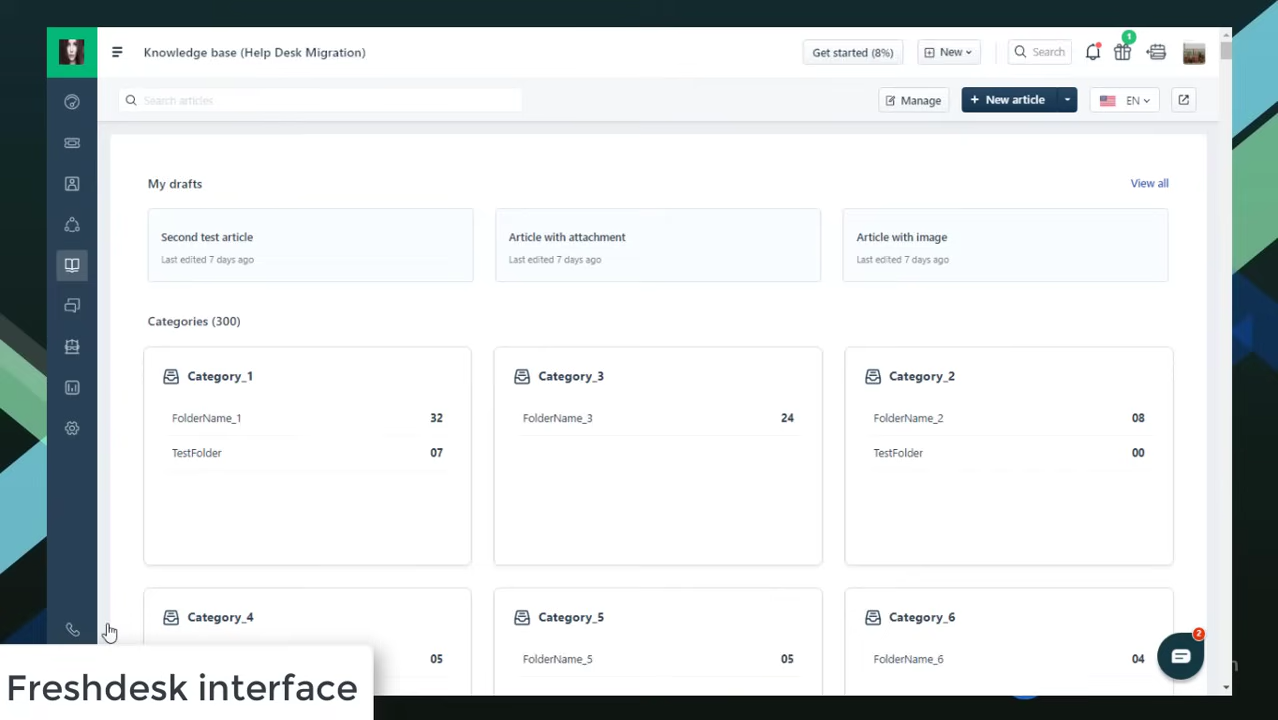 Knowledge base (Help Desk Migration)
Get started (8%)
New
Search
1
Search articles
Manage
+ New article
EN
My drafts
View all
Second test article
Last edited 7 days ago
Article with attachment
Last edited 7 days ago
Article with image
Last edited 7 days ago
Categories (300)
Category_1
FolderName_1 32
TestFolder 07
Category_3
FolderName_3 24
Category_2
FolderName_2 08
TestFolder 00
Category_4
05
Category_5
FolderName_5 05
Category_6
FolderName_6 04
2
Freshdesk interface